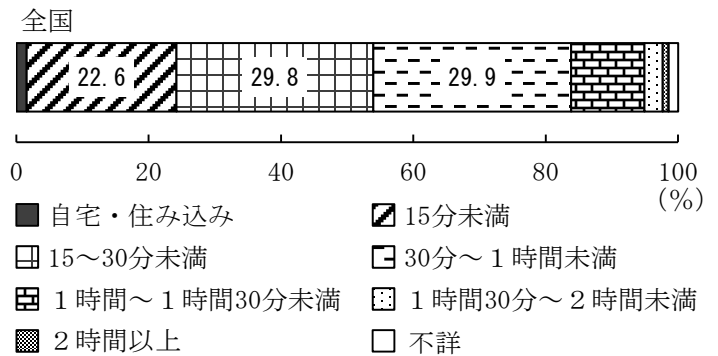 全国
22.6 29.8 29.9
0 20 40 60 80 100
(%)
自宅・住み込み 15分未満
15～30分未満 30分～１時間未満
１時間～１時間30分未満 １時間30分～２時間未満
２時間以上 不詳